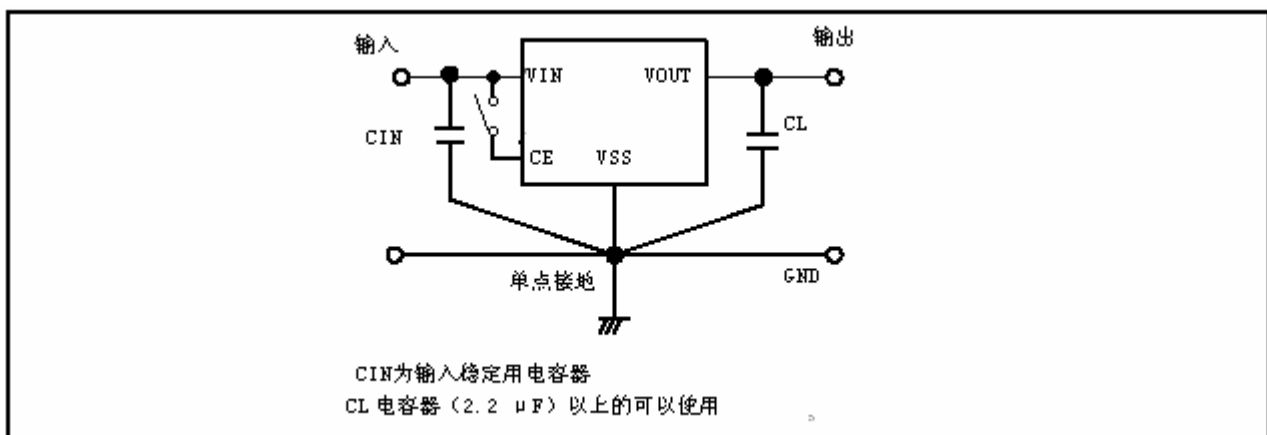 输入
输出
VIN
VOUT
CIN
CL
CE
VSS
单点接地
GND
CIN为输入稳定用电容器
CL 电容器（2.2 μF）以上的可以使用